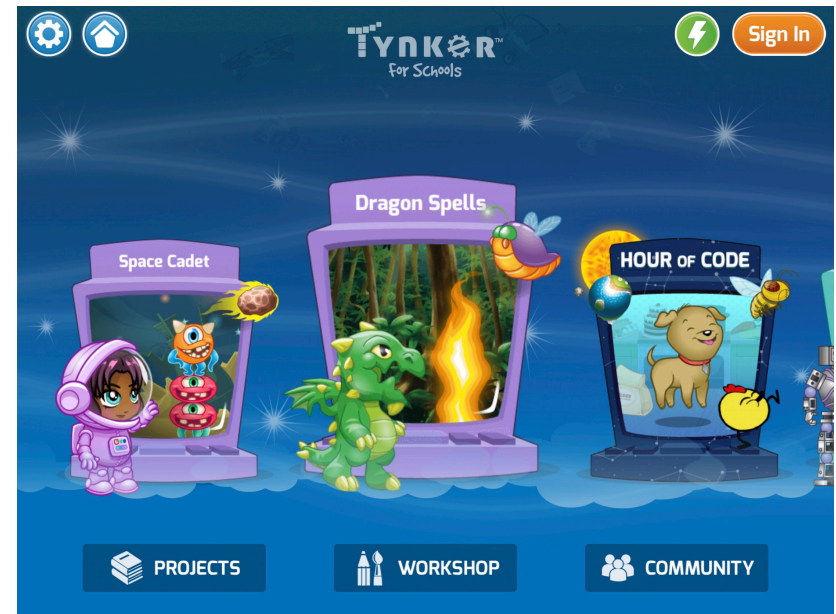 TYNKER™
For Schools
Sign In
Space Cadet
Dragon Spells
HOUR OF CODE
PROJECTS
WORKSHOP
COMMUNITY